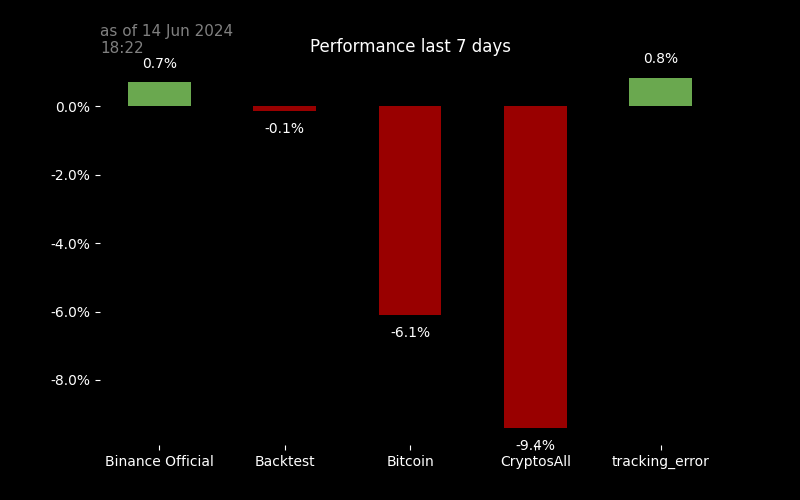 as of 14 Jun 2024
18:22
Performance last 7 days
0.7%
0.8%
0.0%
-0.1%
-2.0%
-4.0%
-6.0%
-6.1%
-8.0%
-9.4%
Binance Official
Backtest
Bitcoin
CryptosAll
tracking_error